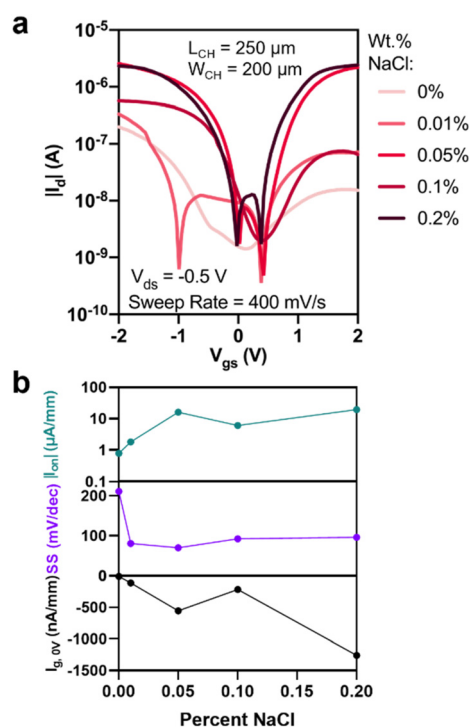 a
L_CH = 250 µm
W_CH = 200 µm
Wt.%
NaCl:
0%
0.01%
0.05%
0.1%
0.2%
10^-5
10^-6
10^-7
10^-8
10^-9
10^-10
|I_d| (A)
V_ds = -0.5 V
Sweep Rate = 400 mV/s
-2 -1 0 1 2
V_gs (V)
b
100
10
1
0.1
|I_on| (µA/mm)
200
100
0
SS (mV/dec)
-500
-1000
-1500
I_g, 0V (nA/mm)
0.00 0.05 0.10 0.15 0.20
Percent NaCl